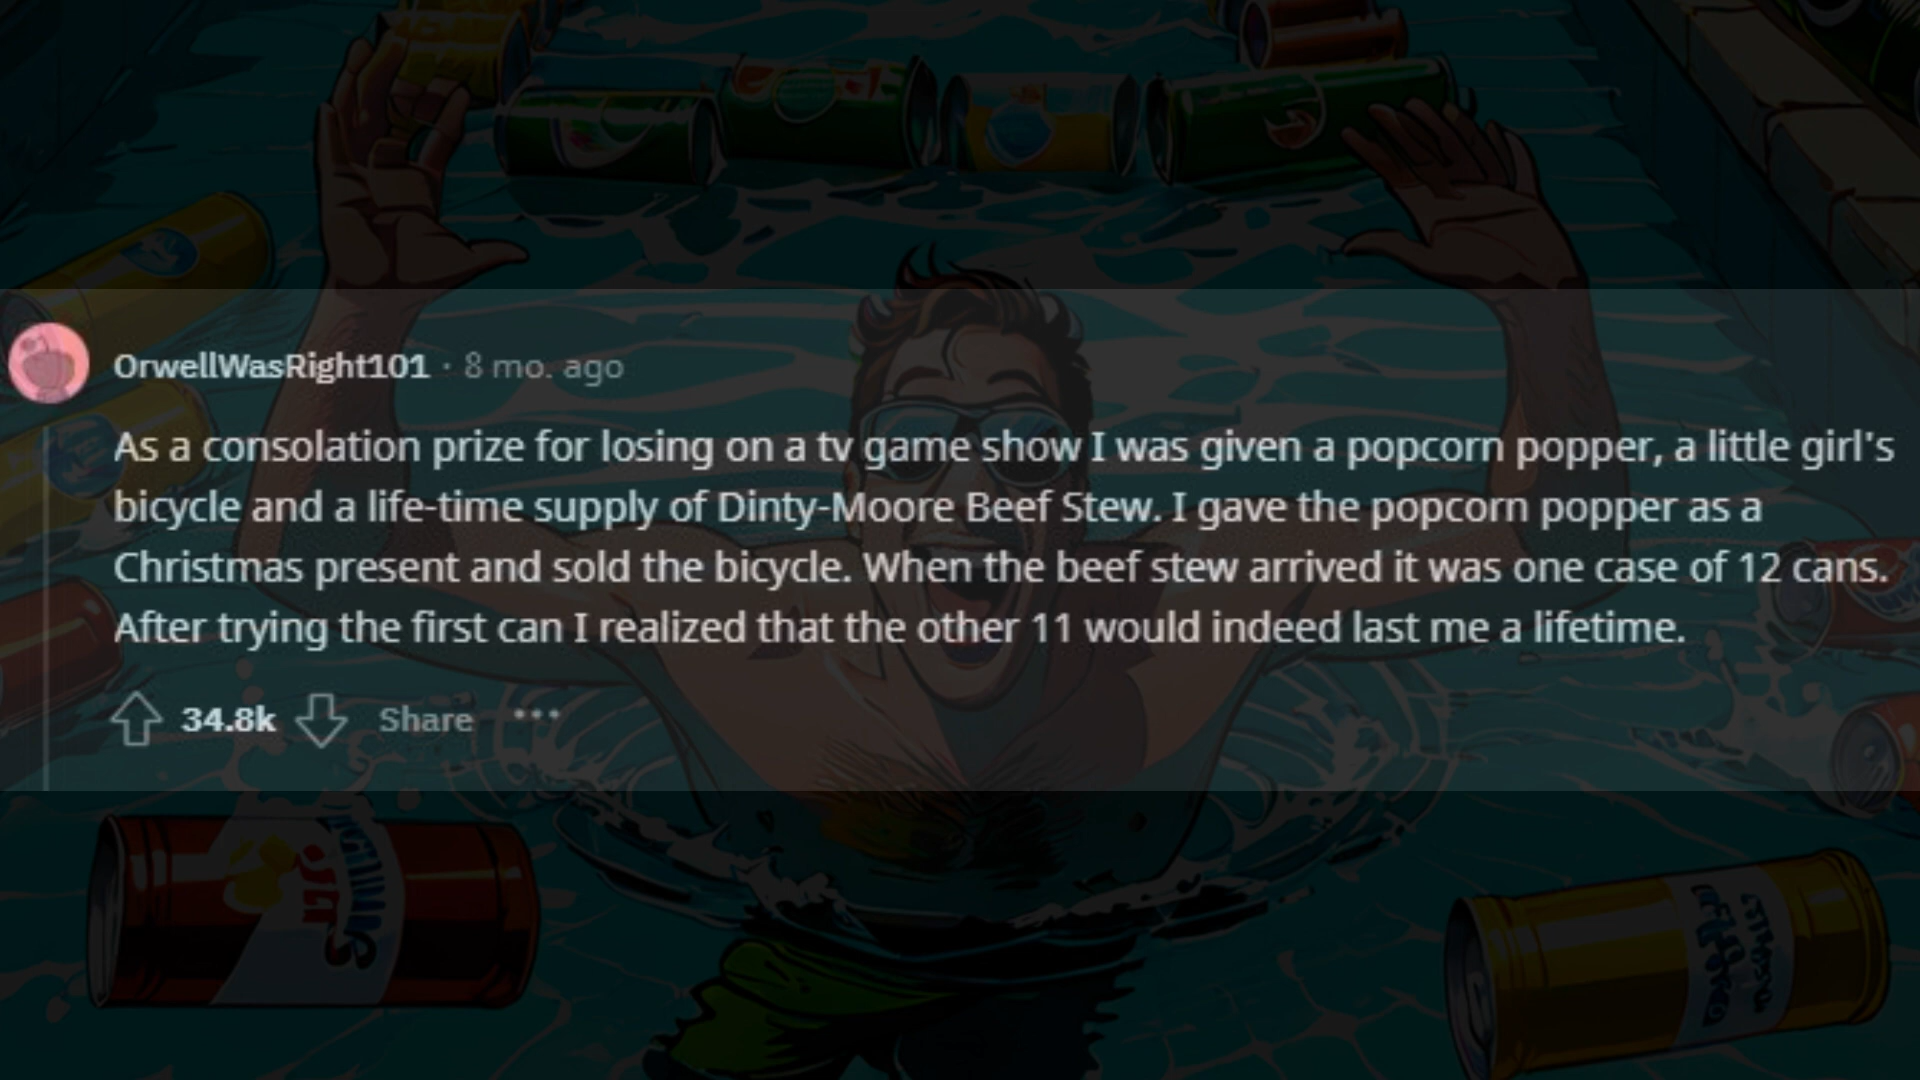 OrwellWasRight101 · 8 mo. ago
As a consolation prize for losing on a tv game show I was given a popcorn popper, a little girl's
bicycle and a life-time supply of Dinty-Moore Beef Stew. I gave the popcorn popper as a
Christmas present and sold the bicycle. When the beef stew arrived it was one case of 12 cans.
After trying the first can I realized that the other 11 would indeed last me a lifetime.
34.8k Share ···